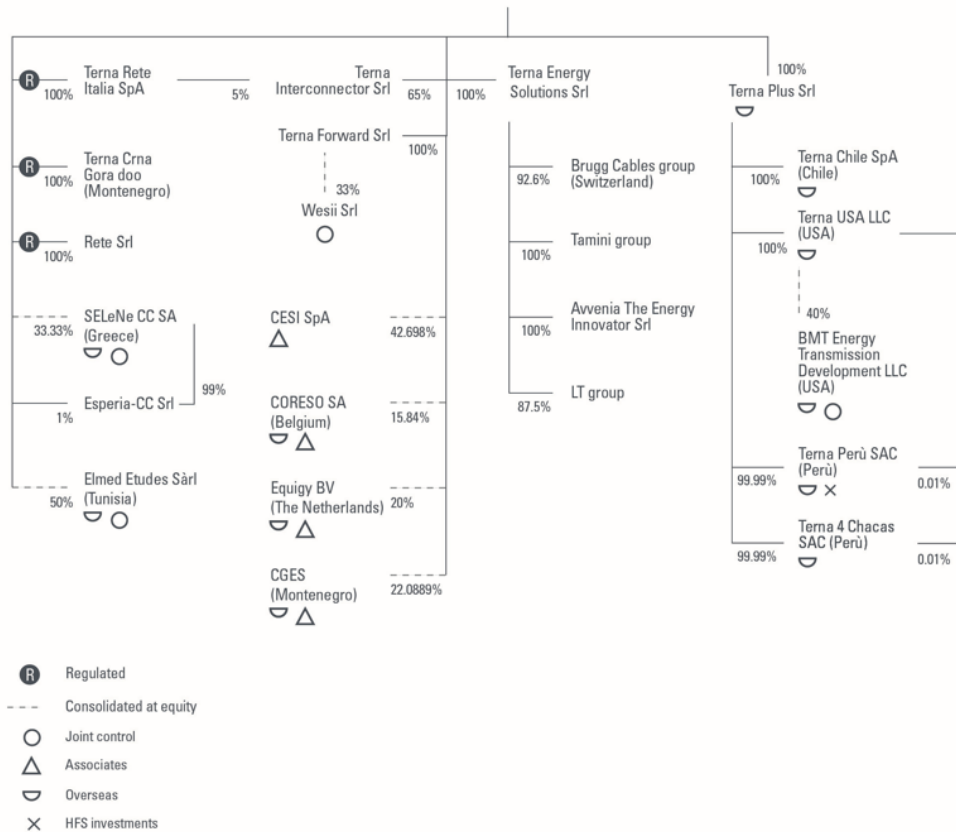 R
100%
Terna Rete
Italia SpA
5%
Terna
Interconnector Srl
65%
100%
Terna Energy
Solutions Srl
100%
Terna Plus Srl
R
100%
Terna Crna
Gora doo
(Montenegro)
Terna Forward Srl
100%
33%
Wesii Srl
92.6%
Brugg Cables group
(Switzerland)
100%
Terna Chile SpA
(Chile)
R
100%
Rete Srl
100%
Tamini group
100%
Terna USA LLC
(USA)
33.33%
SELeNe CC SA
(Greece)
99%
1%
Esperia-CC Srl
CESI SpA
42.698%
100%
Avvenia The Energy
Innovator Srl
40%
BMT Energy
Transmission
Development LLC
(USA)
CORESO SA
(Belgium)
15.84%
87.5%
LT group
50%
Elmed Etudes Sàrl
(Tunisia)
Equigy BV
(The Netherlands)
20%
99.99%
Terna Perù SAC
(Perù)
0.01%
CGES
(Montenegro)
22.0889%
99.99%
Terna 4 Chacas
SAC (Perù)
0.01%
R Regulated
Consolidated at equity
Joint control
Associates
Overseas
HFS investments